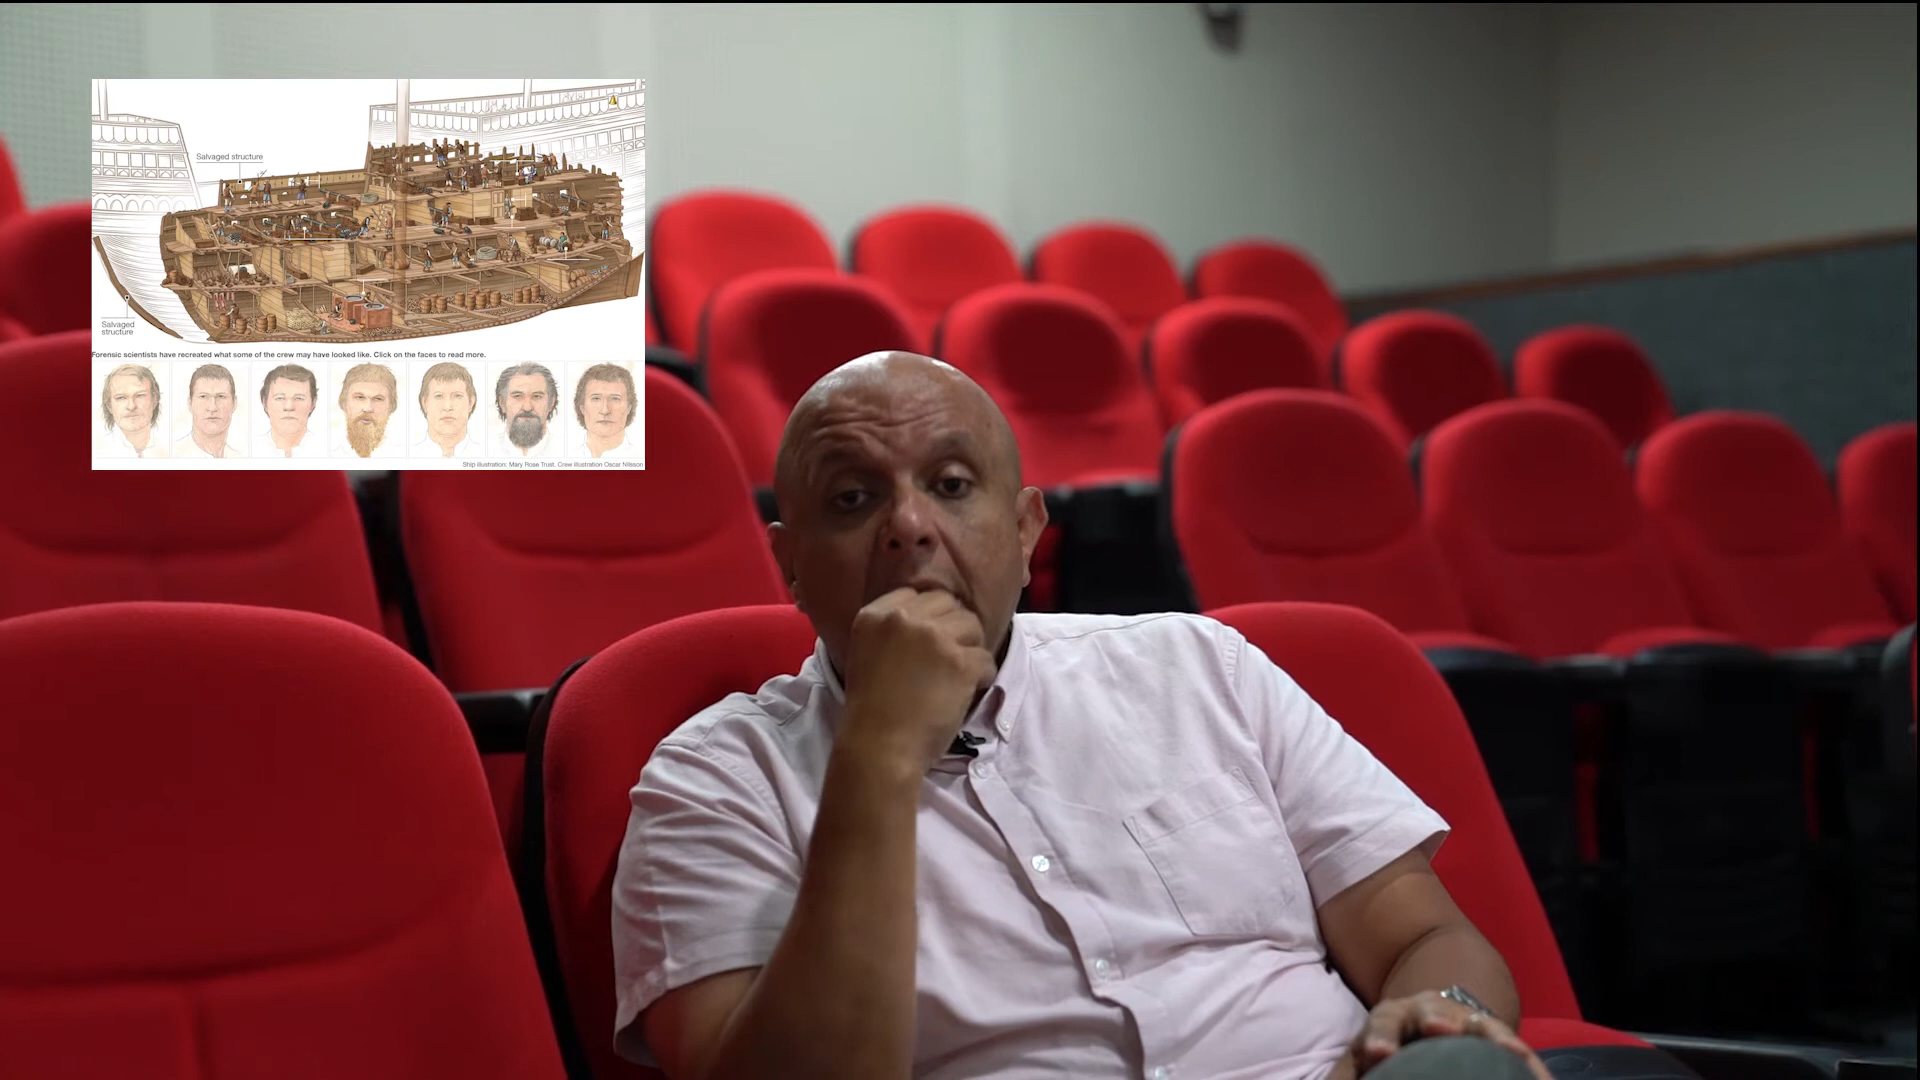 Salvaged structure
Salvaged
structure
Forensic scientists have recreated what some of the crew may have looked like. Click on the faces to read more.
Ship illustration: Mary Rose Trust. Crew illustration Oscar Nilsson